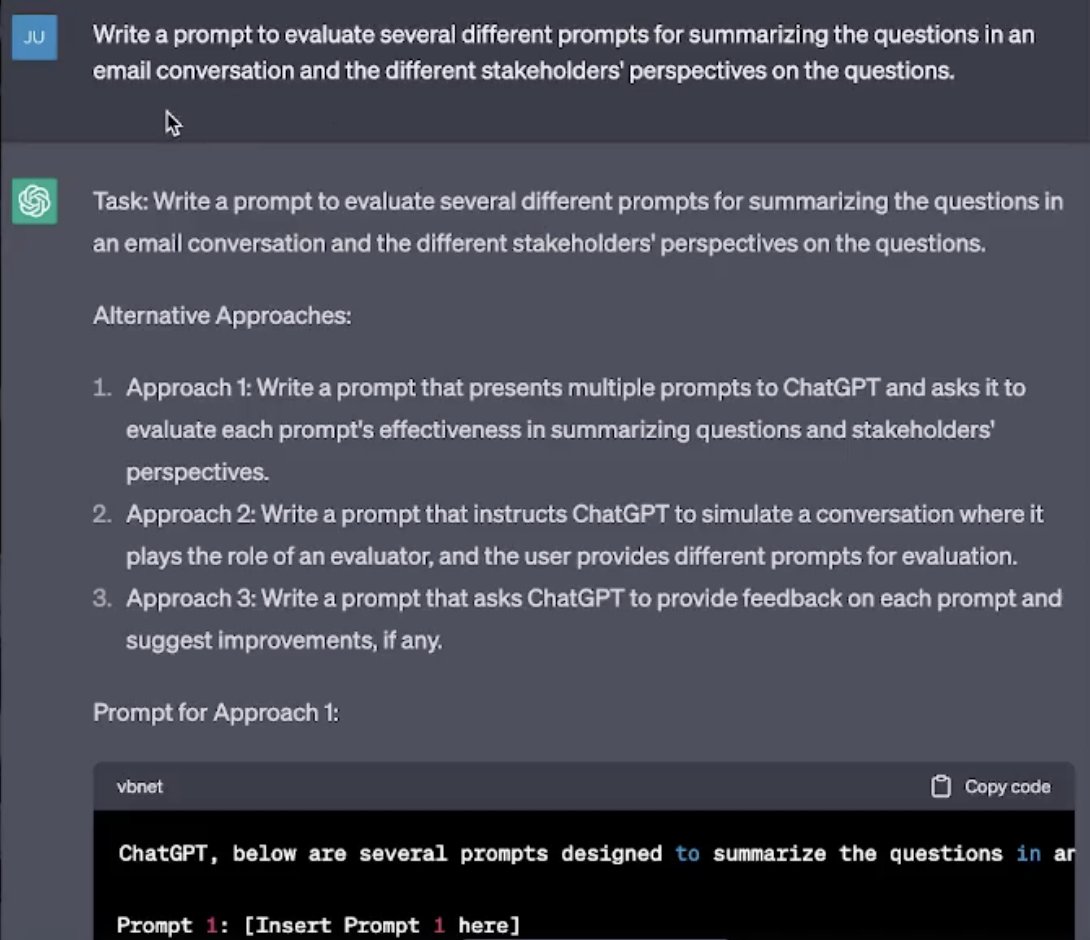 JU
Write a prompt to evaluate several different prompts for summarizing the questions in an
email conversation and the different stakeholders' perspectives on the questions.
Task: Write a prompt to evaluate several different prompts for summarizing the questions in
an email conversation and the different stakeholders' perspectives on the questions.
Alternative Approaches:
1. Approach 1: Write a prompt that presents multiple prompts to ChatGPT and asks it to
evaluate each prompt's effectiveness in summarizing questions and stakeholders'
perspectives.
2. Approach 2: Write a prompt that instructs ChatGPT to simulate a conversation where it
plays the role of an evaluator, and the user provides different prompts for evaluation.
3. Approach 3: Write a prompt that asks ChatGPT to provide feedback on each prompt and
suggest improvements, if any.
Prompt for Approach 1:
vbnet Copy code
ChatGPT, below are several prompts designed to summarize the questions in
Prompt 1: [Insert Prompt 1 here]